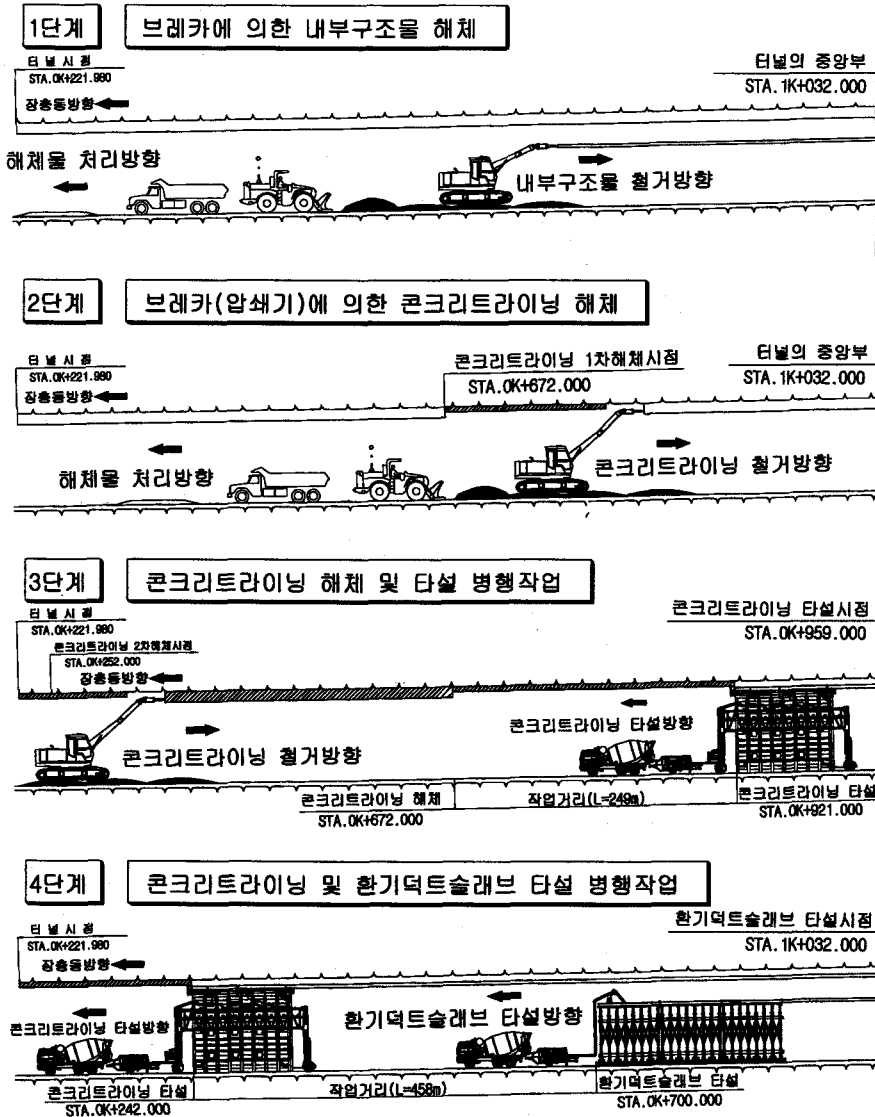 1단계 브레카에 의한 내부구조물 해체
터널시점
STA.0K+221.980
장충동방향
터널의 중앙부
STA.1K+032.000
해체물 처리방향
내부구조물 철거방향
2단계 브레카(압쇄기)에 의한 콘크리트라이닝 해체
터널시점
STA.0K+221.980
장충동방향
콘크리트라이닝 1차해체시점
STA.0K+672.000
터널의 중앙부
STA.1K+032.000
해체물 처리방향
콘크리트라이닝 철거방향
3단계 콘크리트라이닝 해체 및 타설 병행작업
터널시점
STA.0K+221.980
콘크리트라이닝 2차해체시점
STA.0K+252.000
장충동방향
콘크리트라이닝 타설시점
STA.0K+959.000
콘크리트라이닝 철거방향
콘크리트라이닝 타설방향
콘크리트라이닝 해체
STA.0K+672.000
작업거리(L=249m)
콘크리트라이닝 타설
STA.0K+921.000
4단계 콘크리트라이닝 및 환기덕트슬래브 타설 병행작업
터널시점
STA.0K+221.980
장충동방향
환기덕트슬래브 타설시점
STA.1K+032.000
콘크리트라이닝 타설방향
환기덕트슬래브 타설방향
콘크리트라이닝 타설
STA.0K+242.000
작업거리(L=458m)
환기덕트슬래브 타설
STA.0K+700.000